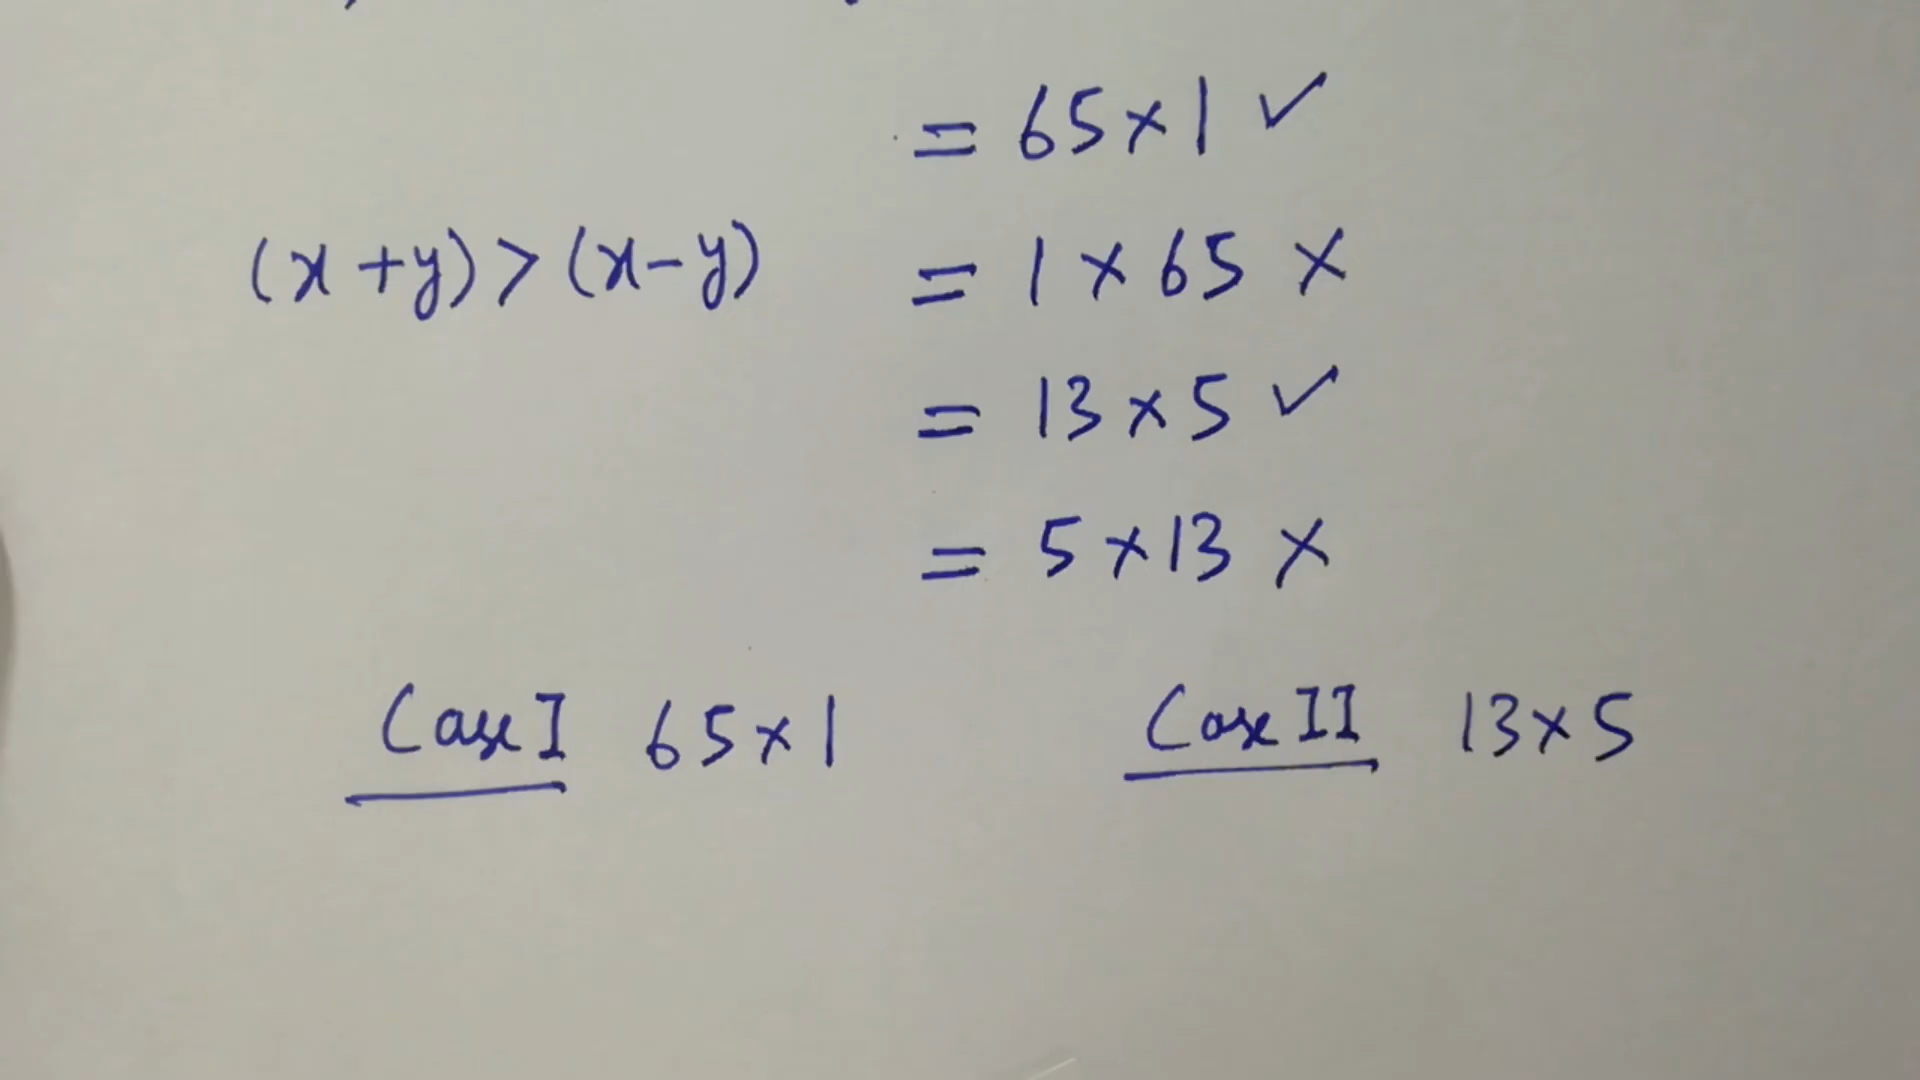 = 65 × 1 ✓
(x + y) > (x - y) = 1 × 65 ×
= 13 × 5 ✓
= 5 × 13 ×
Case I 65 × 1 Case II 13 × 5